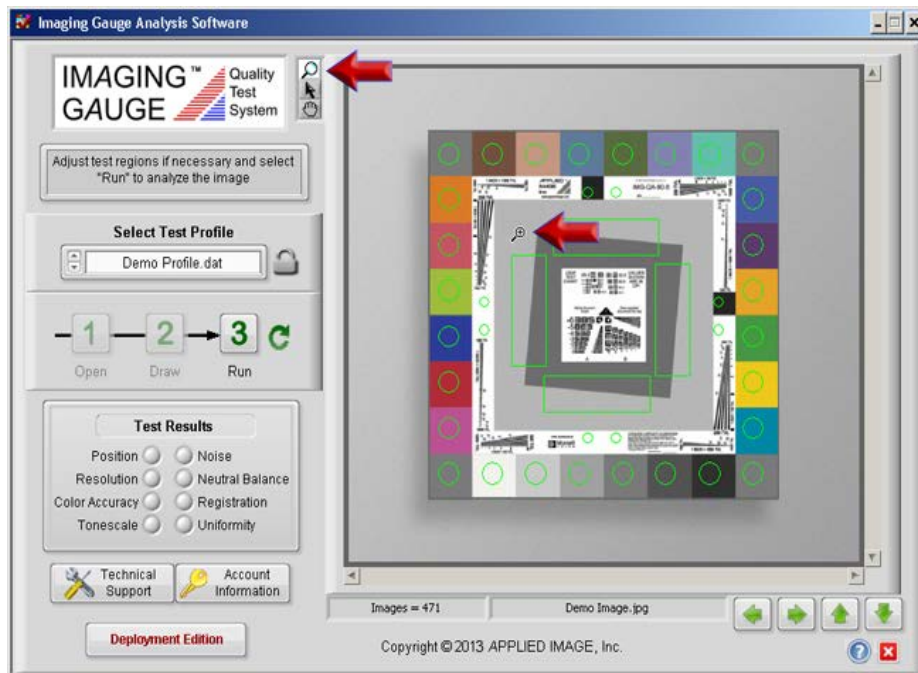 Imaging Gauge Analysis Software
IMAGING™
GAUGE
Quality
Test
System
Adjust test regions if necessary and select
"Run" to analyze the image
Select Test Profile
Demo Profile.dat
1
2
3
Open
Draw
Run
Test Results
Position
Noise
Resolution
Neutral Balance
Color Accuracy
Registration
Tonescale
Uniformity
Technical
Support
Account
Information
Deployment Edition
Images = 471
Demo Image.jpg
Copyright © 2013 APPLIED IMAGE, Inc.